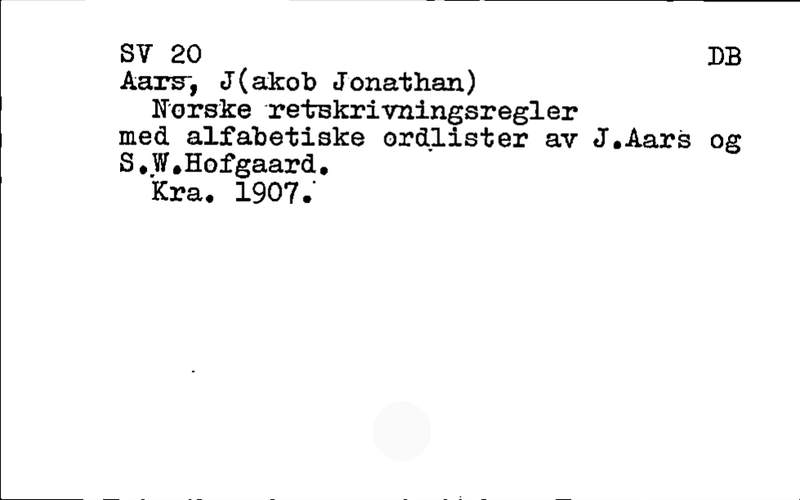 SV 20 DB
Aars, J(akob Jonathan)
Norske retskrivningsregler
med alfabetiske ordlister av J.Aars og
S.W.Hofgaard.
Kra. 1907.